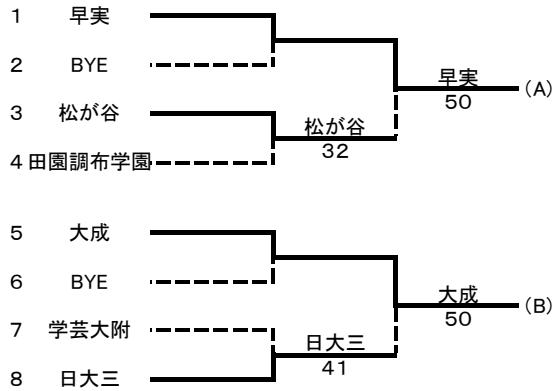 1 早実
2 BYE
早実
50 (A)
3 松が谷
松が谷
32
4 田園調布学園
5 大成
6 BYE
大成
50 (B)
7 学芸大附
日大三
41
8 日大三